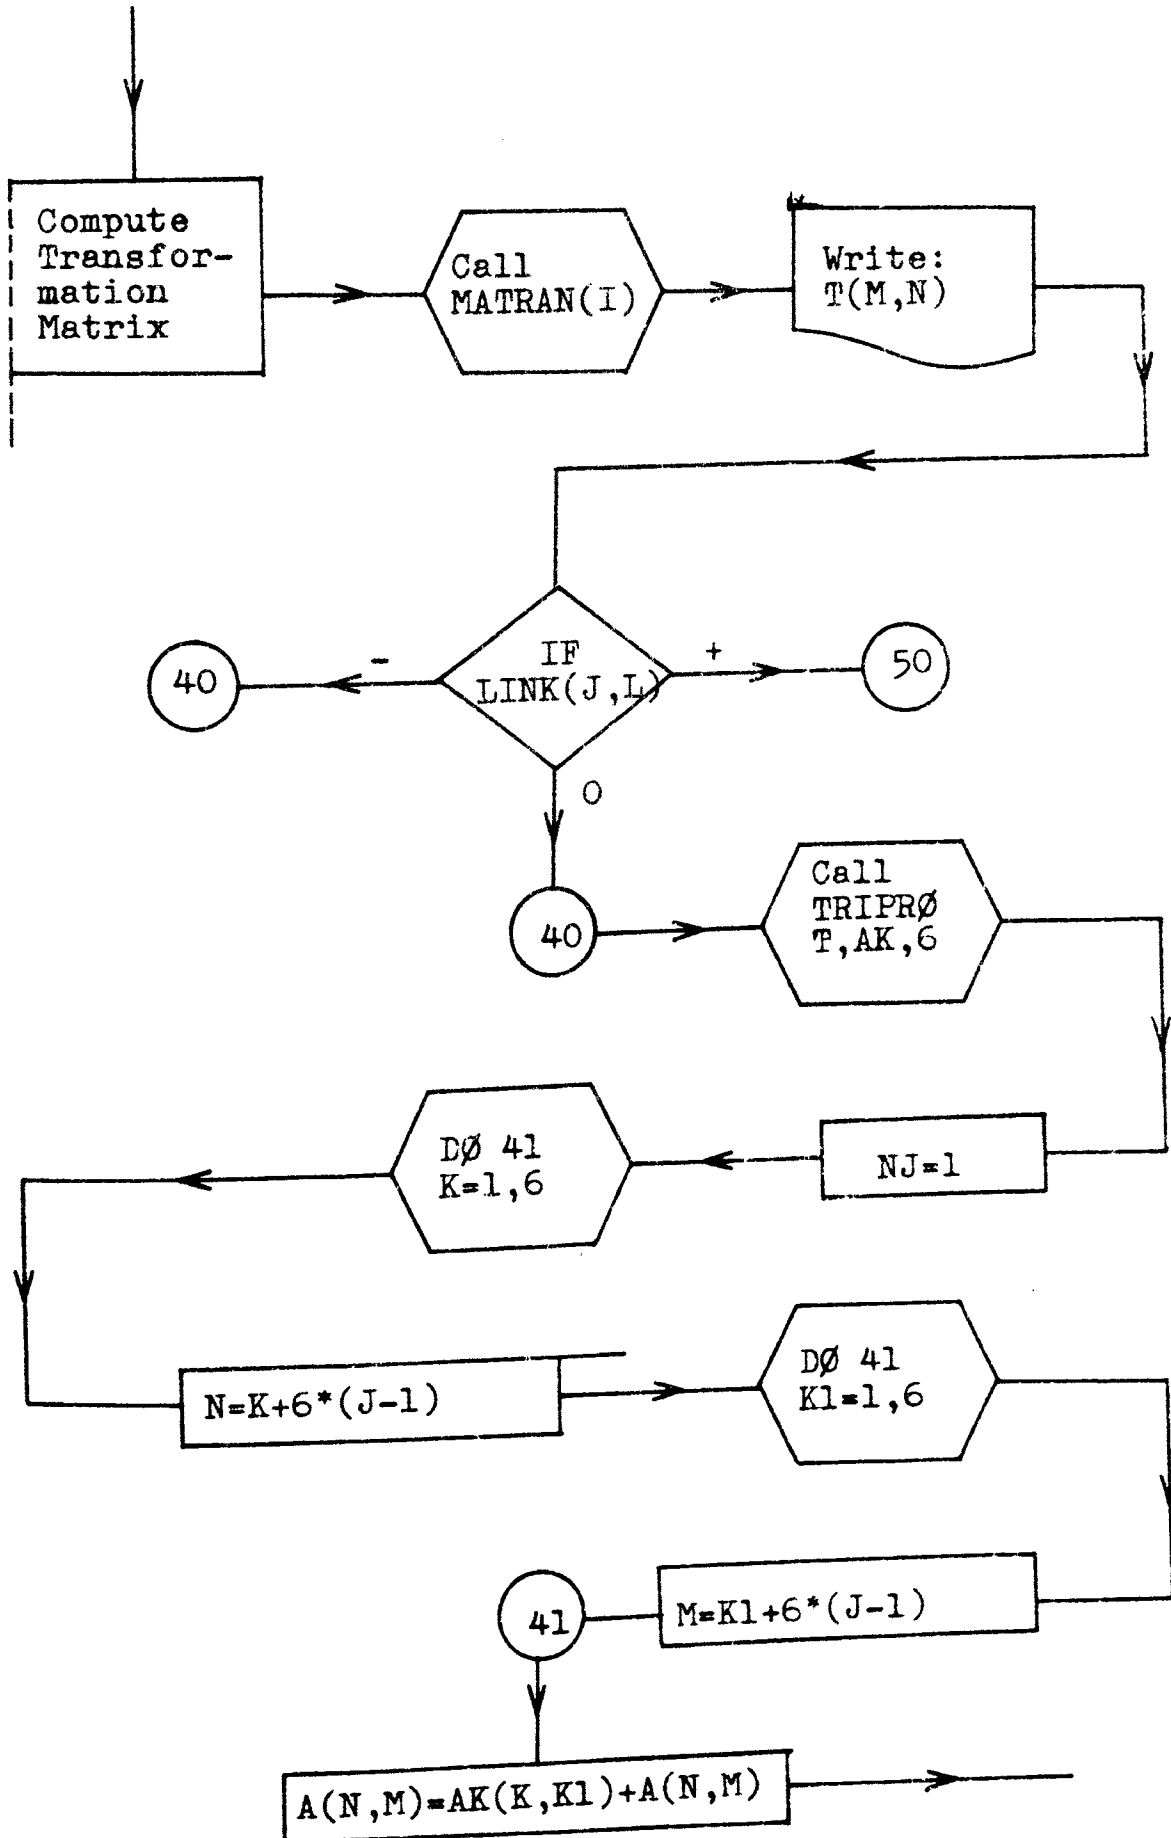 Compute
Transfor-
mation
Matrix
Call
MATRAN(I)
Write:
T(M,N)
40
-
IF
LINK(J,L)
+
50
0
40
Call
TRIPRØ
T,AK,6
DØ 41
K=1,6
NJ=1
N=K+6*(J-1)
DØ 41
K1=1,6
41
M=K1+6*(J-1)
A(N,M)=AK(K,K1)+A(N,M)